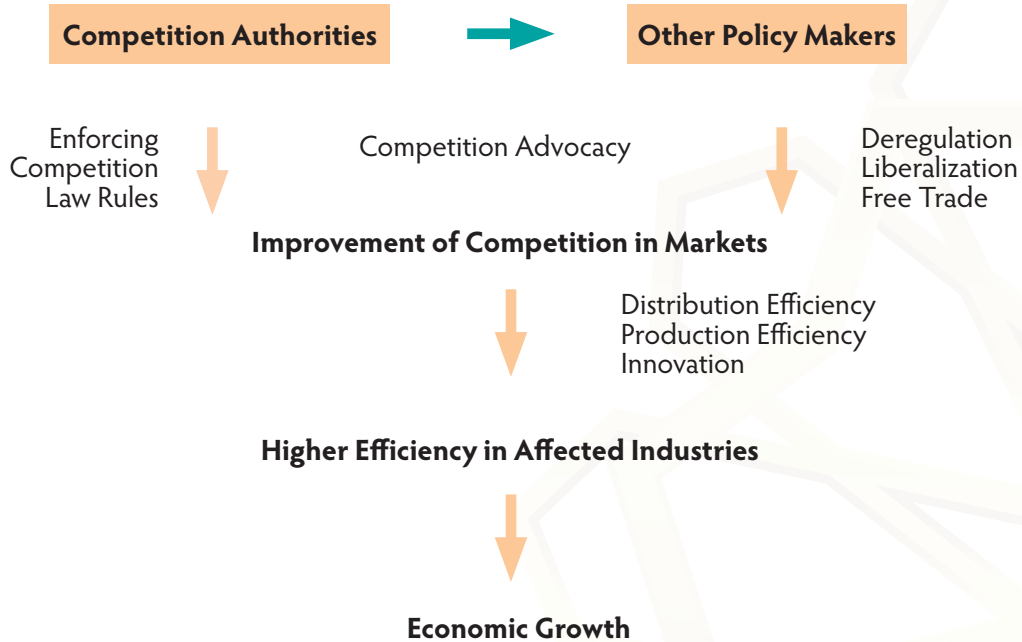 Competition Authorities
Other Policy Makers
Enforcing
Competition
Law Rules
Competition Advocacy
Deregulation
Liberalization
Free Trade
Improvement of Competition in Markets
Distribution Efficiency
Production Efficiency
Innovation
Higher Efficiency in Affected Industries
Economic Growth